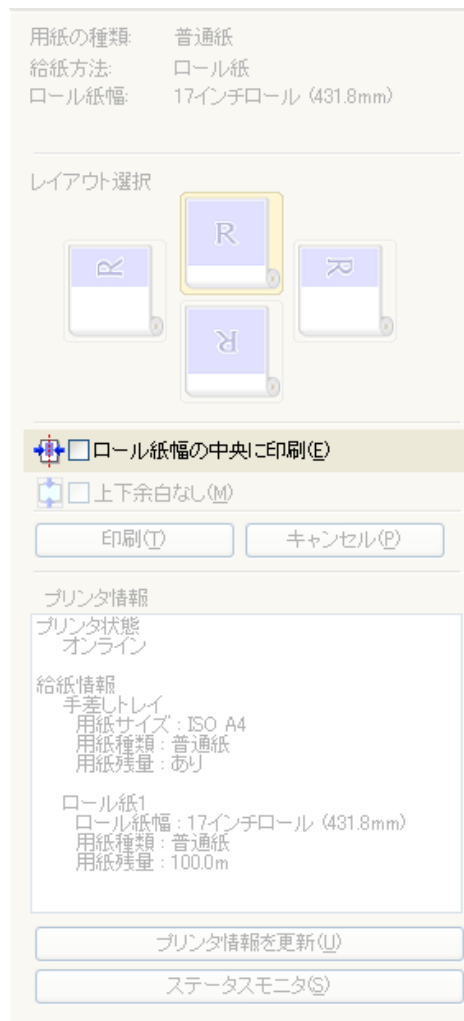 用紙の種類: 普通紙
給紙方法: ロール紙
ロール紙幅: 17インチロール (431.8mm)
レイアウト選択
R
R
R
R
ロール紙幅の中央に印刷(E)
上下余白なし(M)
印刷(T) キャンセル(P)
プリンタ情報
プリンタ状態
オンライン
給紙情報
手差しトレイ
用紙サイズ : ISO A4
用紙種類 : 普通紙
用紙残量 : あり
ロール紙1
ロール紙幅 : 17インチロール (431.8mm)
用紙種類 : 普通紙
用紙残量 : 100.0m
プリンタ情報を更新(U)
ステータスモニタ(S)